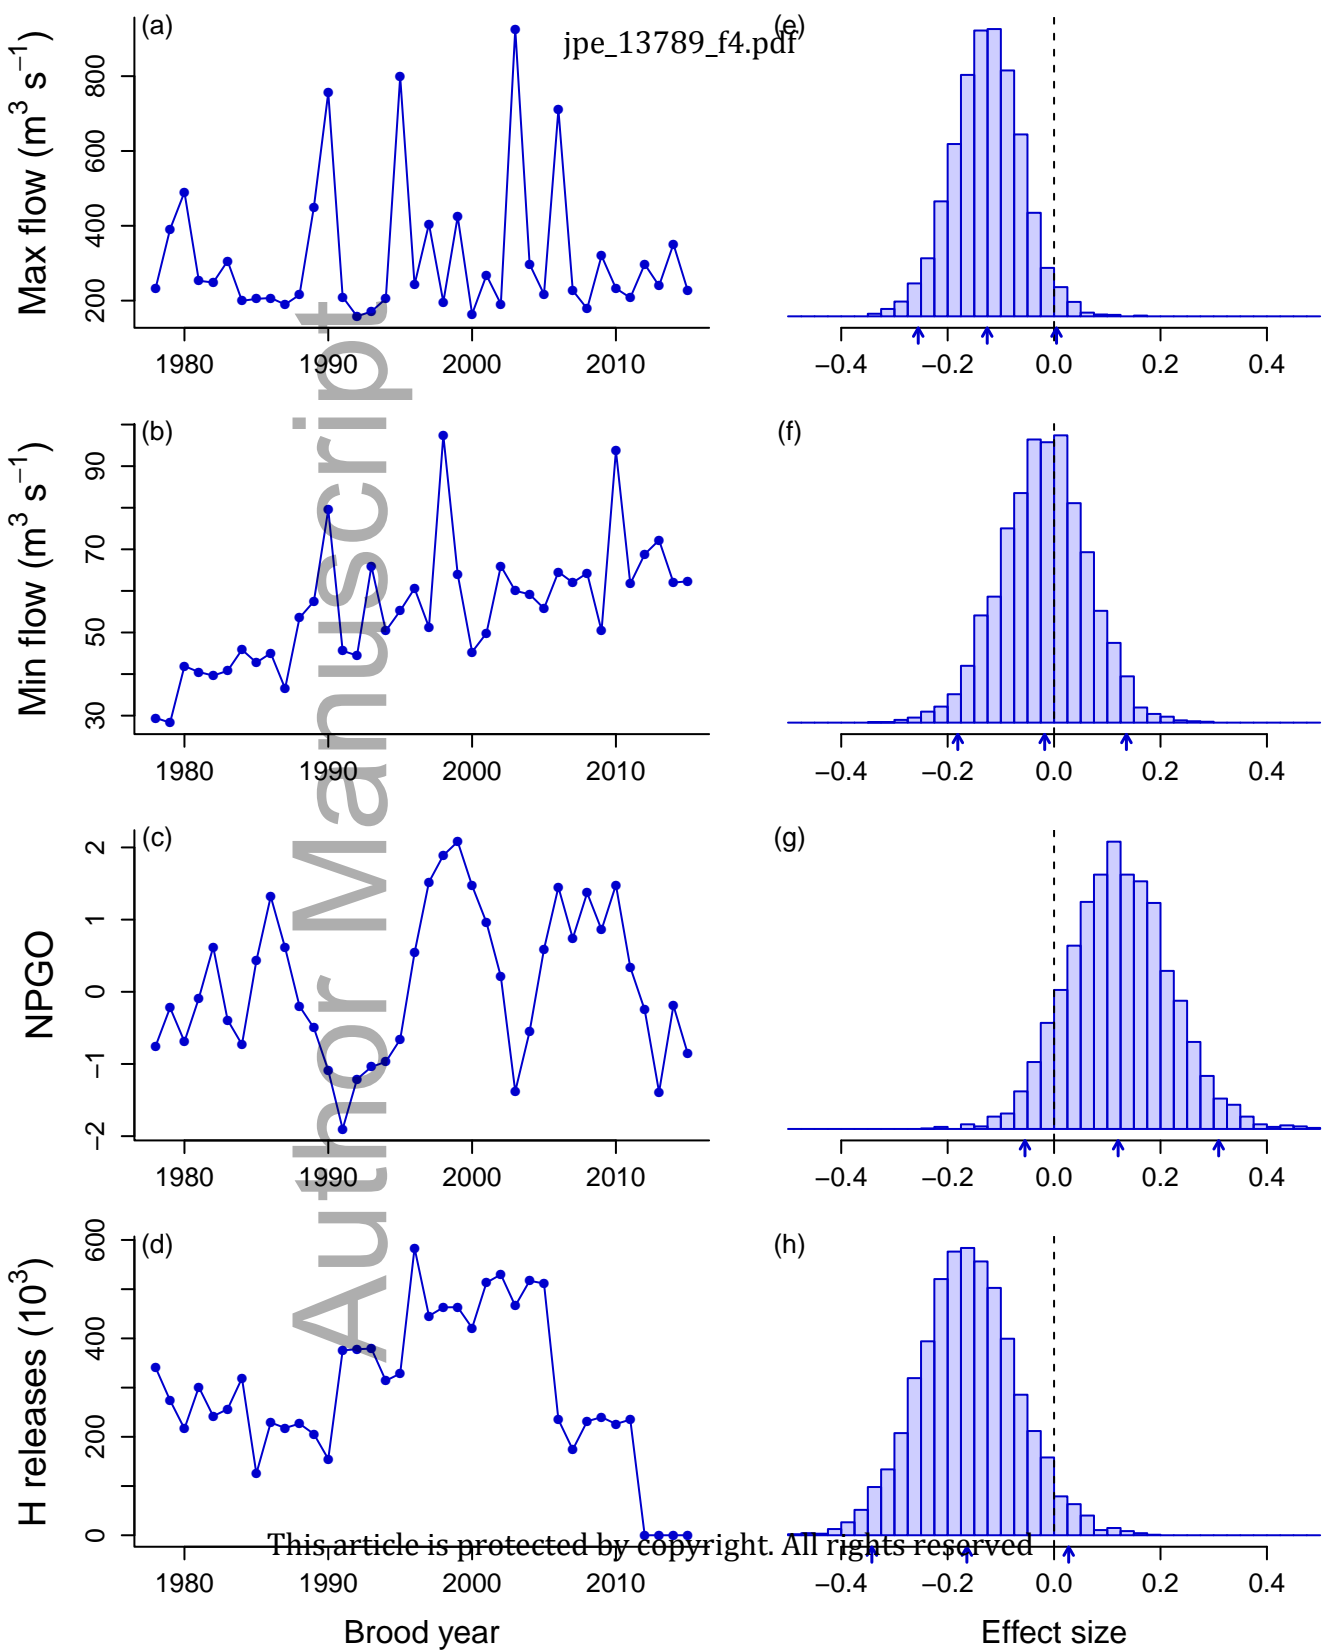 jpe_13789_f4.pdf
(a)
Max flow (m³ s⁻¹)
200 400 600 800
1980 1990 2000 2010
(e)
−0.4 −0.2 0.0 0.2 0.4
(b)
Min flow (m³ s⁻¹)
30 50 70 90
1980 1990 2000 2010
(f)
−0.4 −0.2 0.0 0.2 0.4
(c)
NPGO
−2 −1 0 1 2
1980 1990 2000 2010
(g)
−0.4 −0.2 0.0 0.2 0.4
(d)
H releases (10³)
0 200 400 600
1980 1990 2000 2010
Brood year
(h)
−0.4 −0.2 0.0 0.2 0.4
Effect size
Author Manuscript
This article is protected by copyright. All rights reserved